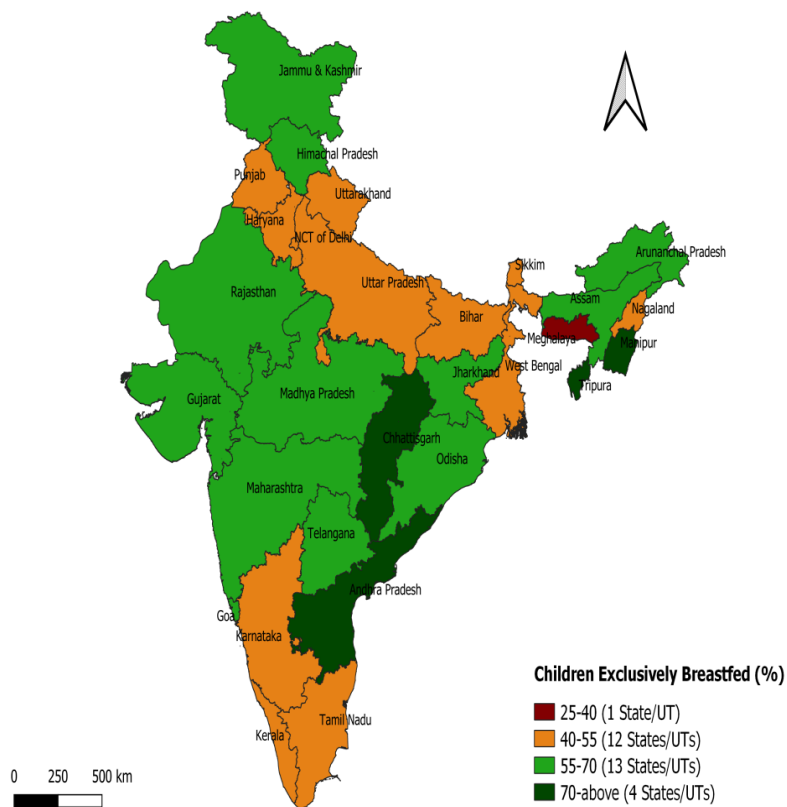 Jammu & Kashmir
Himachal Pradesh
Punjab
Uttarakhand
Haryana
NCT of Delhi
Arunanchal Pradesh
Sikkim
Uttar Pradesh
Rajasthan
Assam
Nagaland
Bihar
Meghalaya
Manipur
West Bengal
Jharkhand
Tripura
Madhya Pradesh
Gujarat
Chhattisgarh
Odisha
Maharashtra
Telangana
Andhra Pradesh
Goa
Karnataka
Tamil Nadu
Kerala
Children Exclusively Breastfed (%)
25-40 (1 State/UT)
40-55 (12 States/UTs)
55-70 (13 States/UTs)
70-above (4 States/UTs)
0 250 500 km